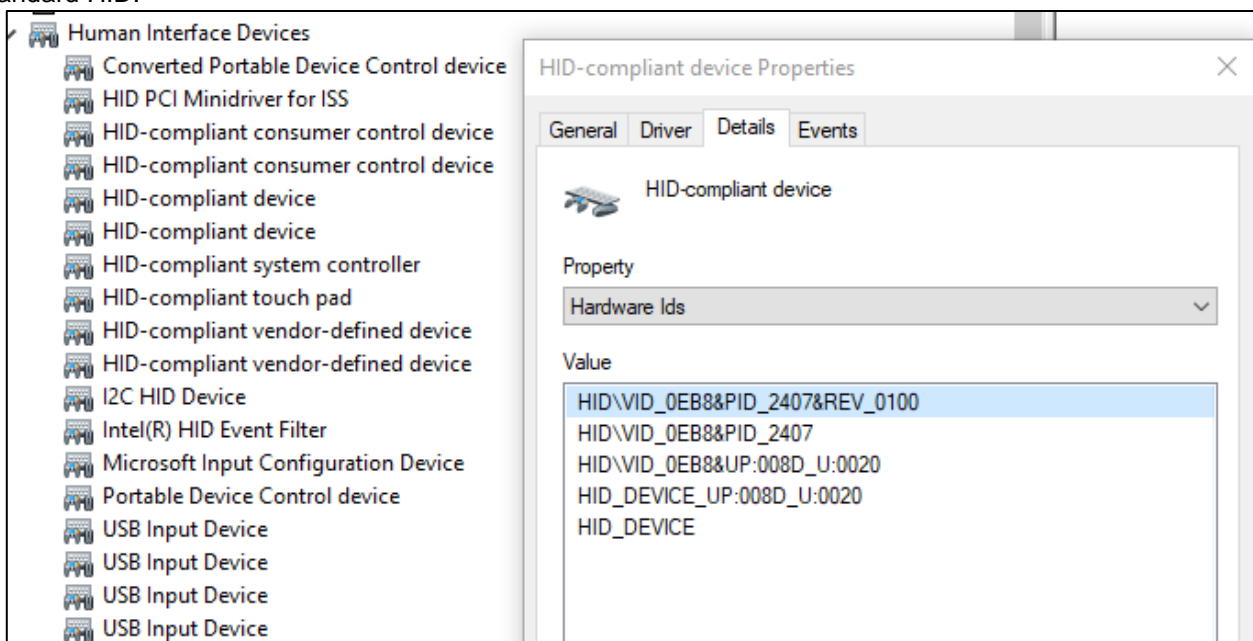 andard HID.
Human Interface Devices
Converted Portable Device Control device
HID PCI Minidriver for ISS
HID-compliant consumer control device
HID-compliant consumer control device
HID-compliant device
HID-compliant device
HID-compliant system controller
HID-compliant touch pad
HID-compliant vendor-defined device
HID-compliant vendor-defined device
I2C HID Device
Intel(R) HID Event Filter
Microsoft Input Configuration Device
Portable Device Control device
USB Input Device
USB Input Device
USB Input Device
USB Input Device
HID-compliant device Properties
General Driver Details Events
HID-compliant device
Property
Hardware Ids
Value
HID\VID_0EB8&PID_2407&REV_0100
HID\VID_0EB8&PID_2407
HID\VID_0EB8&UP:008D_U:0020
HID_DEVICE_UP:008D_U:0020
HID_DEVICE